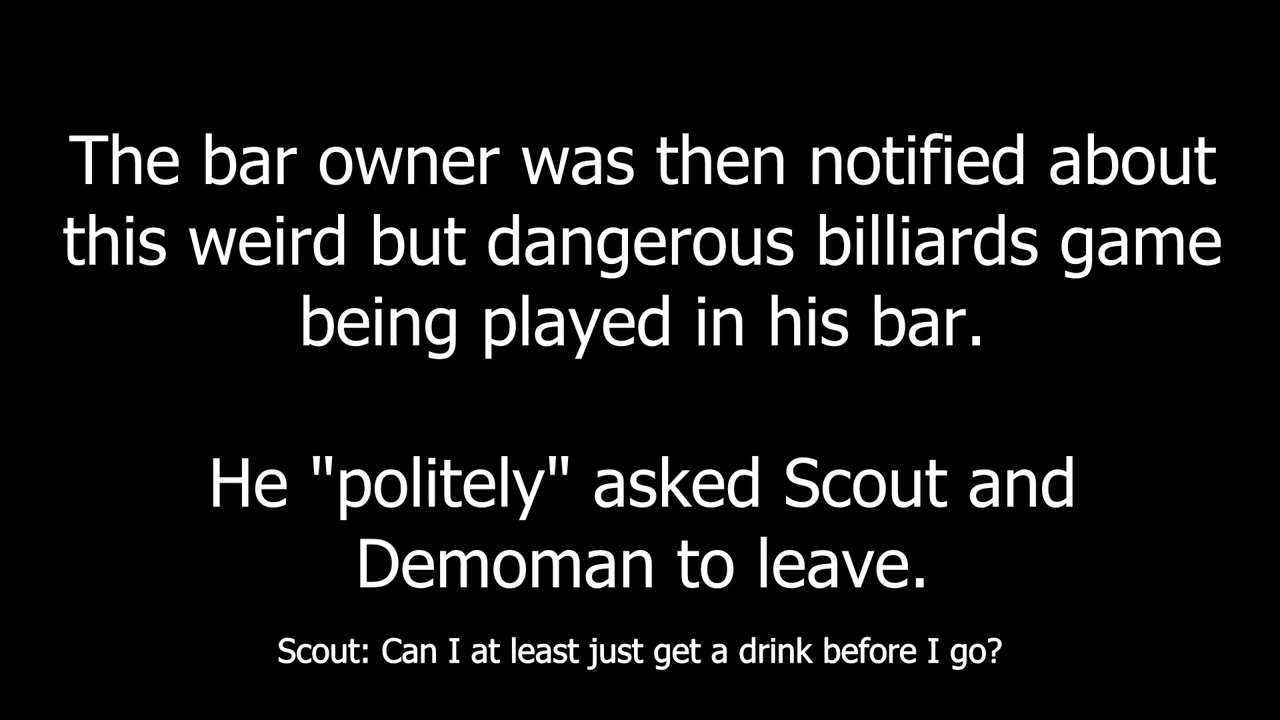 The bar owner was then notified about
this weird but dangerous billiards game
being played in his bar.
He "politely" asked Scout and
Demoman to leave.
Scout: Can I at least just get a drink before I go?